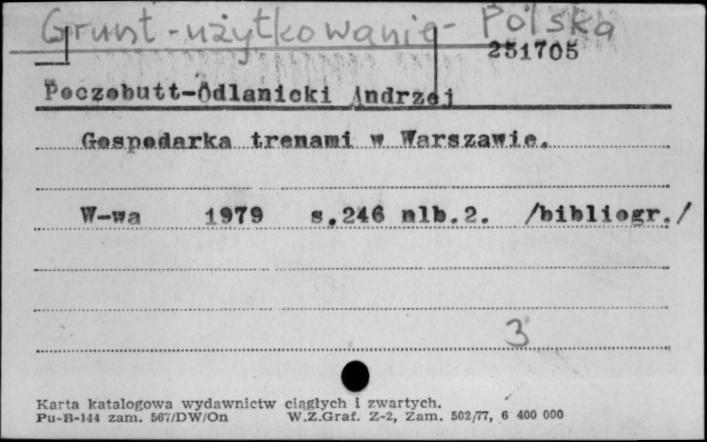 Grunt - użytkowanie - Polska
251705
Poczobutt-Odlanicki Andrzej
Gospodarka trenami w Warszawie.
W-wa 1979 s.246 nlb.2. /bibliogr./
3
Karta katalogowa wydawnictw ciągłych i zwartych.
Pu-B-144 zam. 567/DW/On W.Z.Graf. Z-2, Zam. 502/77, 6 400 000